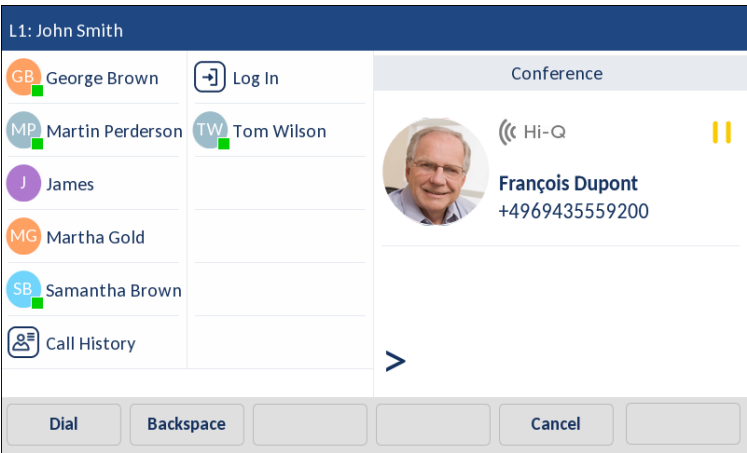 L1: John Smith
GB George Brown
Log In
MP Martin Perderson
TW Tom Wilson
J James
MG Martha Gold
SB Samantha Brown
Call History
Conference
Hi-Q
François Dupont
+4969435559200
>
Dial
Backspace
Cancel